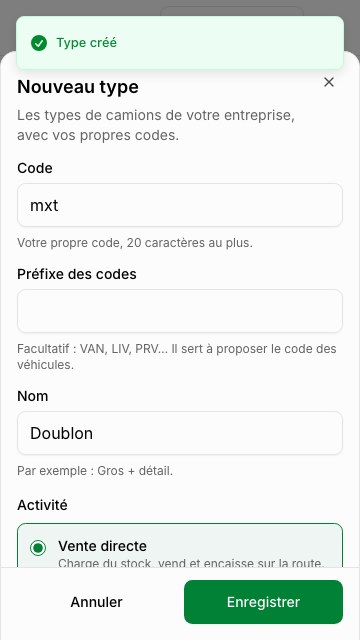 Type créé
Nouveau type
Les types de camions de votre entreprise,
avec vos propres codes.
Code
mxt
Votre propre code, 20 caractères au plus.
Préfixe des codes
Facultatif : VAN, LIV, PRV… Il sert à proposer le code des
véhicules.
Nom
Doublon
Par exemple : Gros + détail.
Activité
Vente directe
Charge du stock, vend et encaisse sur la route.
Annuler
Enregistrer